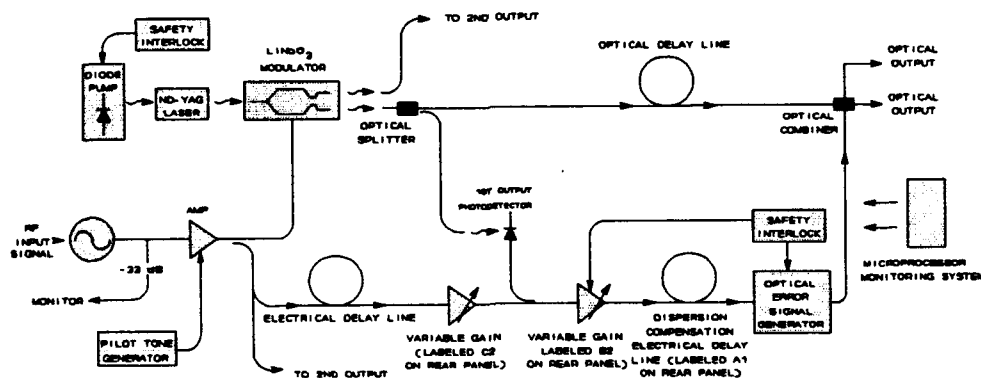 TO 2ND OUTPUT
SAFETY
INTERLOCK
LINbO3
MODULATOR
OPTICAL DELAY LINE
OPTICAL
OUTPUT
DIODE
PUMP
ND-YAG
LASER
OPTICAL
OUTPUT
OPTICAL
SPLITTER
OPTICAL
COMBINER
1ST OUTPUT
PHOTODETECTOR
AMP
RF
INPUT
SIGNAL
SAFETY
INTERLOCK
-23 dB
MICROPROCESSOR
MONITORING SYSTEM
MONITOR
ELECTRICAL DELAY LINE
OPTICAL
ERROR
SIGNAL
GENERATOR
PILOT TONE
GENERATOR
VARIABLE GAIN
(LABELED C2
ON REAR PANEL)
VARIABLE GAIN
LABELED B2
ON REAR PANEL)
DISPERSION
COMPENSATION
ELECTRICAL DELAY
LINE (LABELED A1
ON REAR PANEL)
TO 2ND OUTPUT